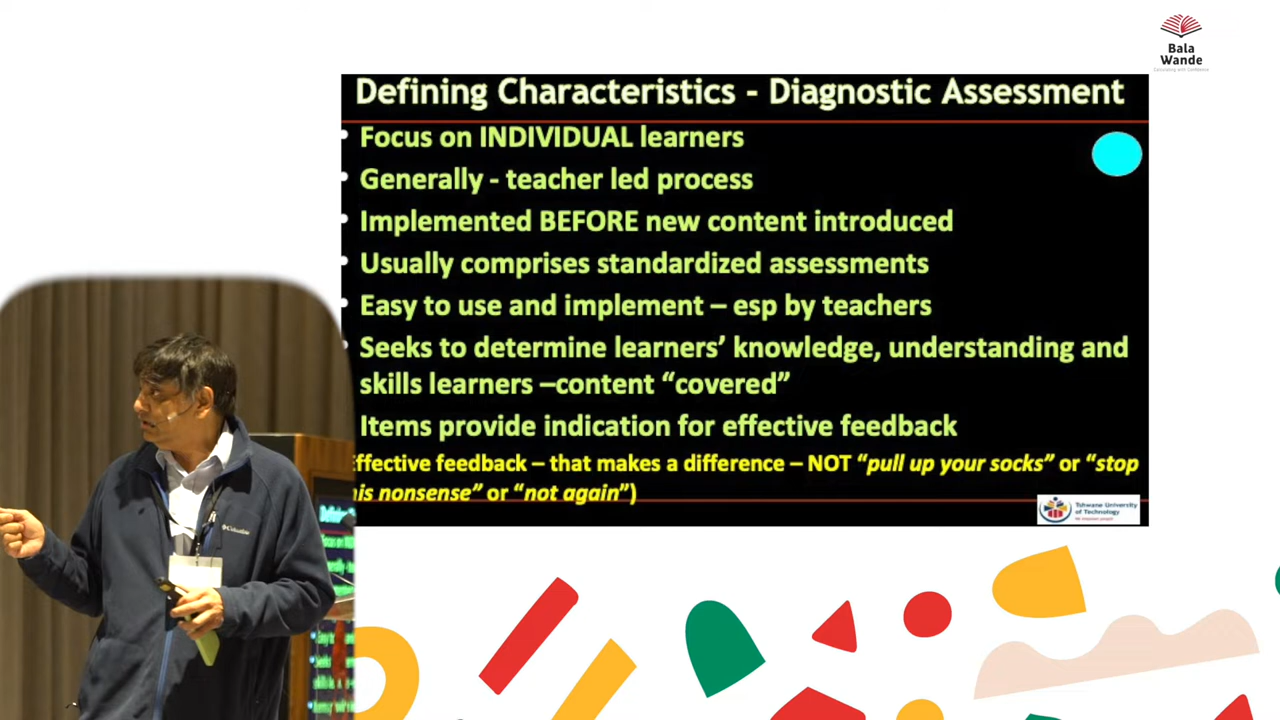 Bala
Wande
Defining Characteristics - Diagnostic Assessment
Focus on INDIVIDUAL learners
Generally - teacher led process
Implemented BEFORE new content introduced
Usually comprises standardized assessments
Easy to use and implement – esp by teachers
Seeks to determine learners’ knowledge, understanding and
skills learners –content “covered”
Items provide indication for effective feedback
ffective feedback – that makes a difference – NOT “pull up your socks” or “stop
is nonsense” or “not again”)
Tshwane University
of Technology
We empower people
Columbia